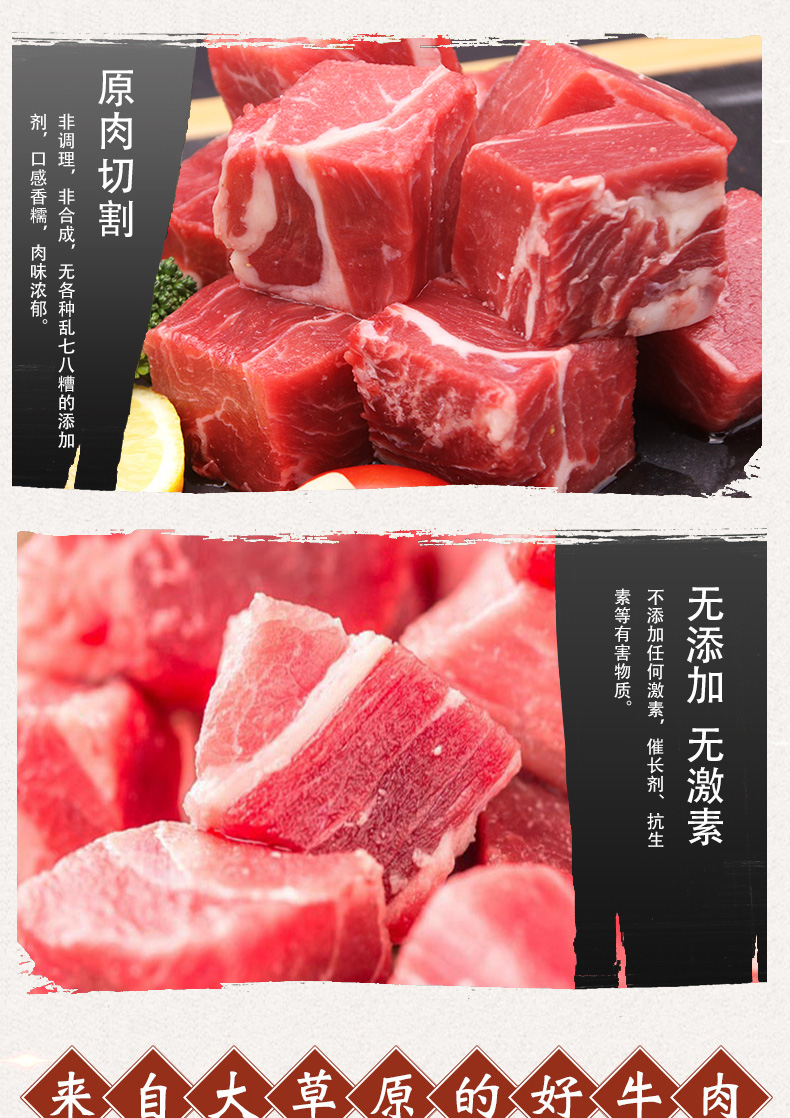 原肉切割
非调理，非合成，无各种乱七八糟的添加
剂，口感香糯，肉味浓郁。
无添加 无激素
不添加任何激素，催长剂、抗生
素等有害物质。
来自大草原的好牛肉